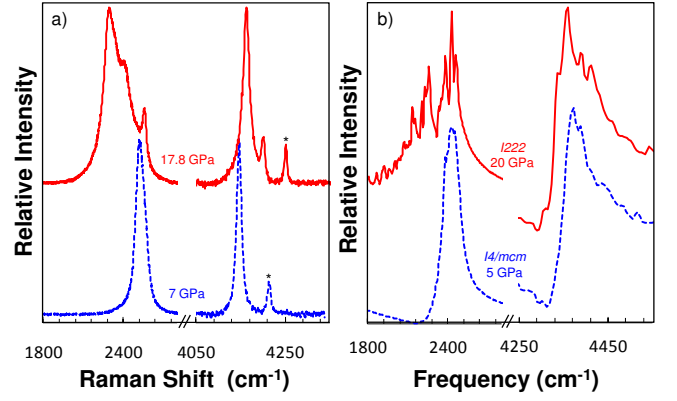 a)
Relative Intensity
*
17.8 GPa
*
7 GPa
1800
2400
4050
4250
Raman Shift (cm⁻¹)
b)
Relative Intensity
I222
20 GPa
I4/mcm
5 GPa
1800
2400
4250
4450
Frequency (cm⁻¹)